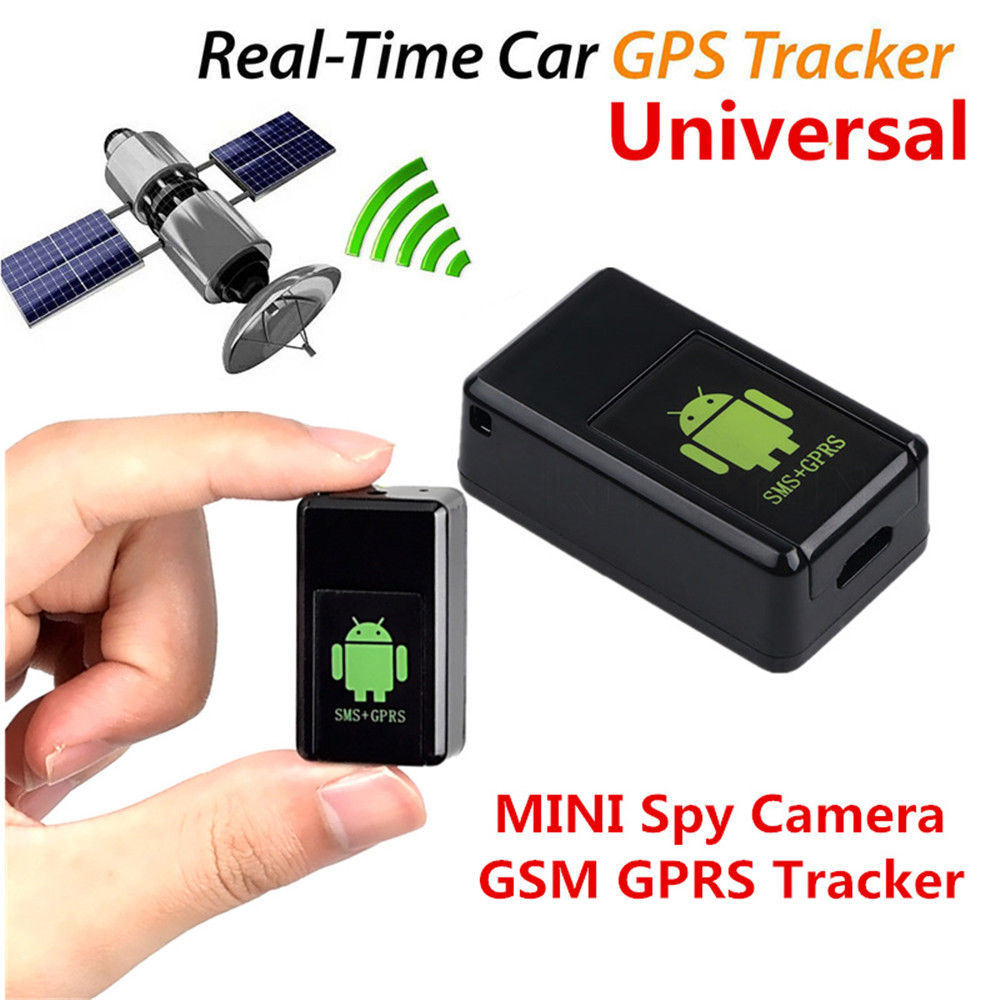 Real-Time Car GPS Tracker
Universal
SMS+GPRS
SMS+GPRS
MINI Spy Camera
GSM GPRS Tracker